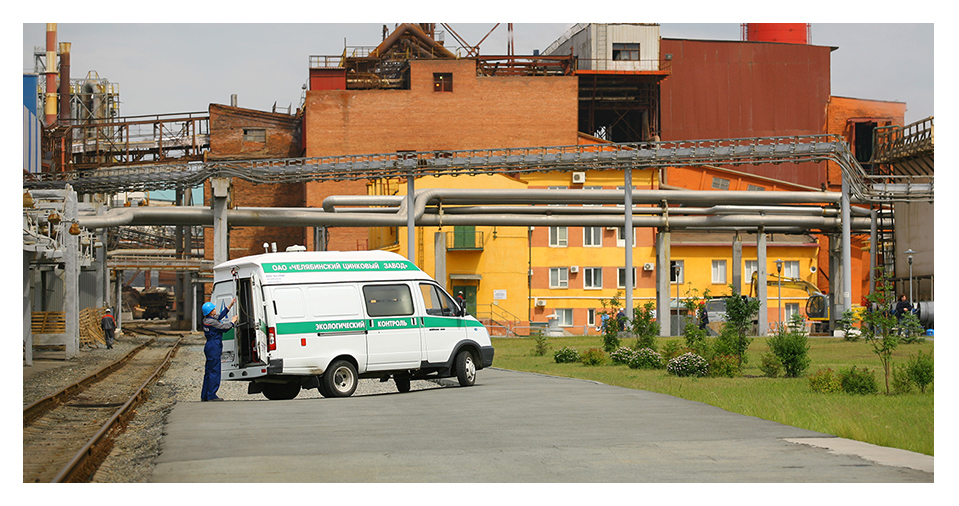 ОАО «ЧЕЛЯБИНСКИЙ ЦИНКОВЫЙ ЗАВОД»
ЭКОЛОГИЧЕСКИЙ КОНТРОЛЬ